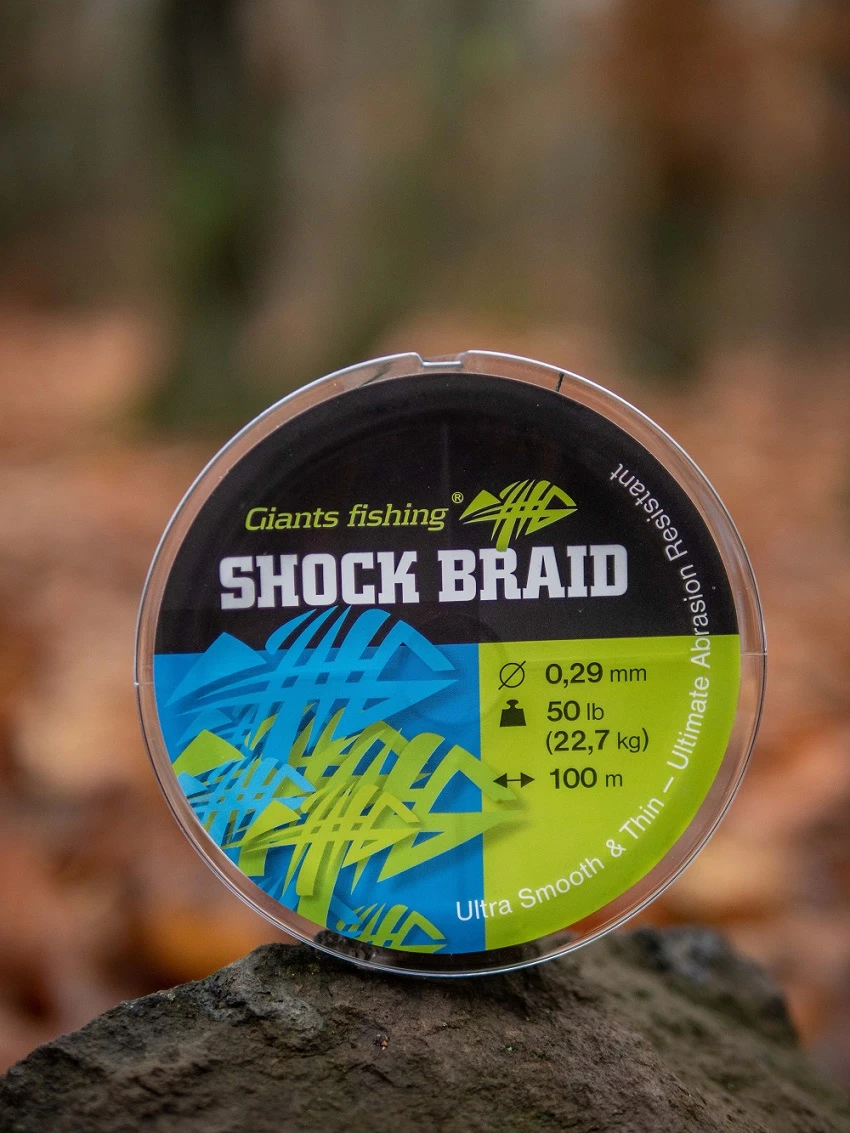 Giants fishing®
SHOCK BRAID
0,29 mm
50 lb
(22,7 kg)
100 m
Ultra Smooth & Thin – Ultimate Abrasion Resistant